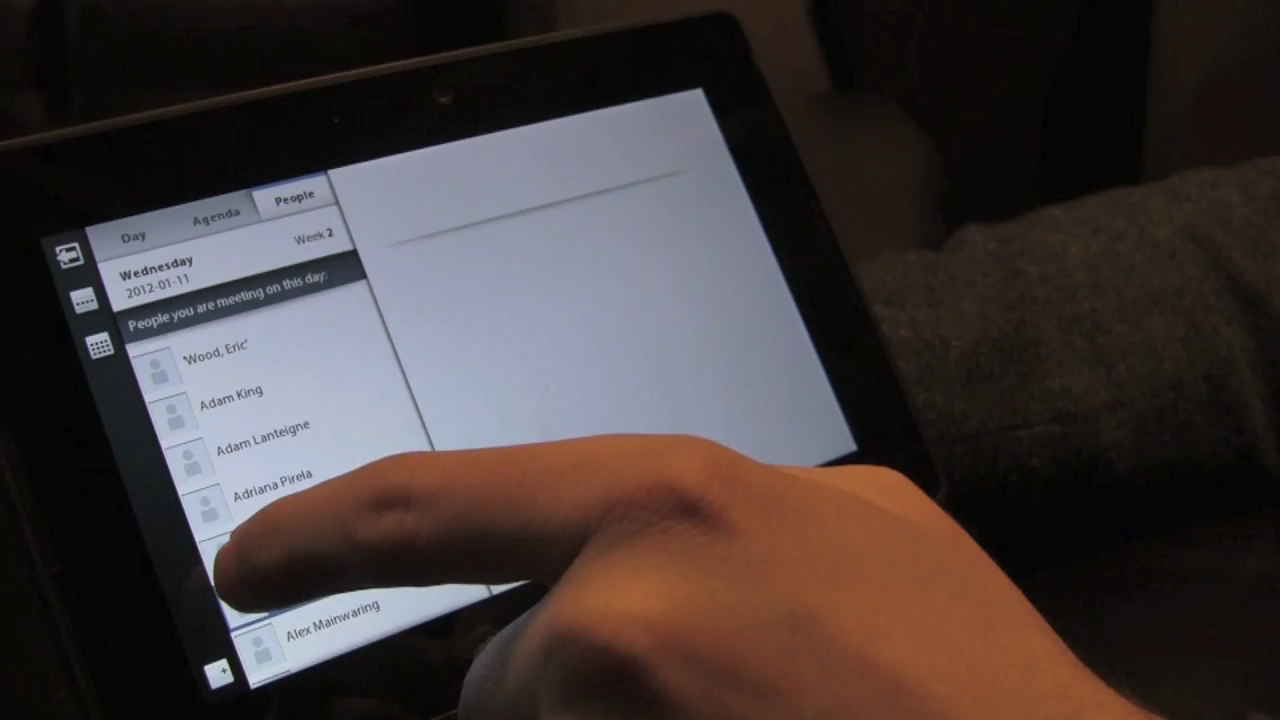 Day Agenda People
Wednesday Week 2
2012-01-11
People you are meeting on this day:
'Wood, Eric'
Adam King
Adam Lanteigne
Adriana Pirela
Alex Mainwaring